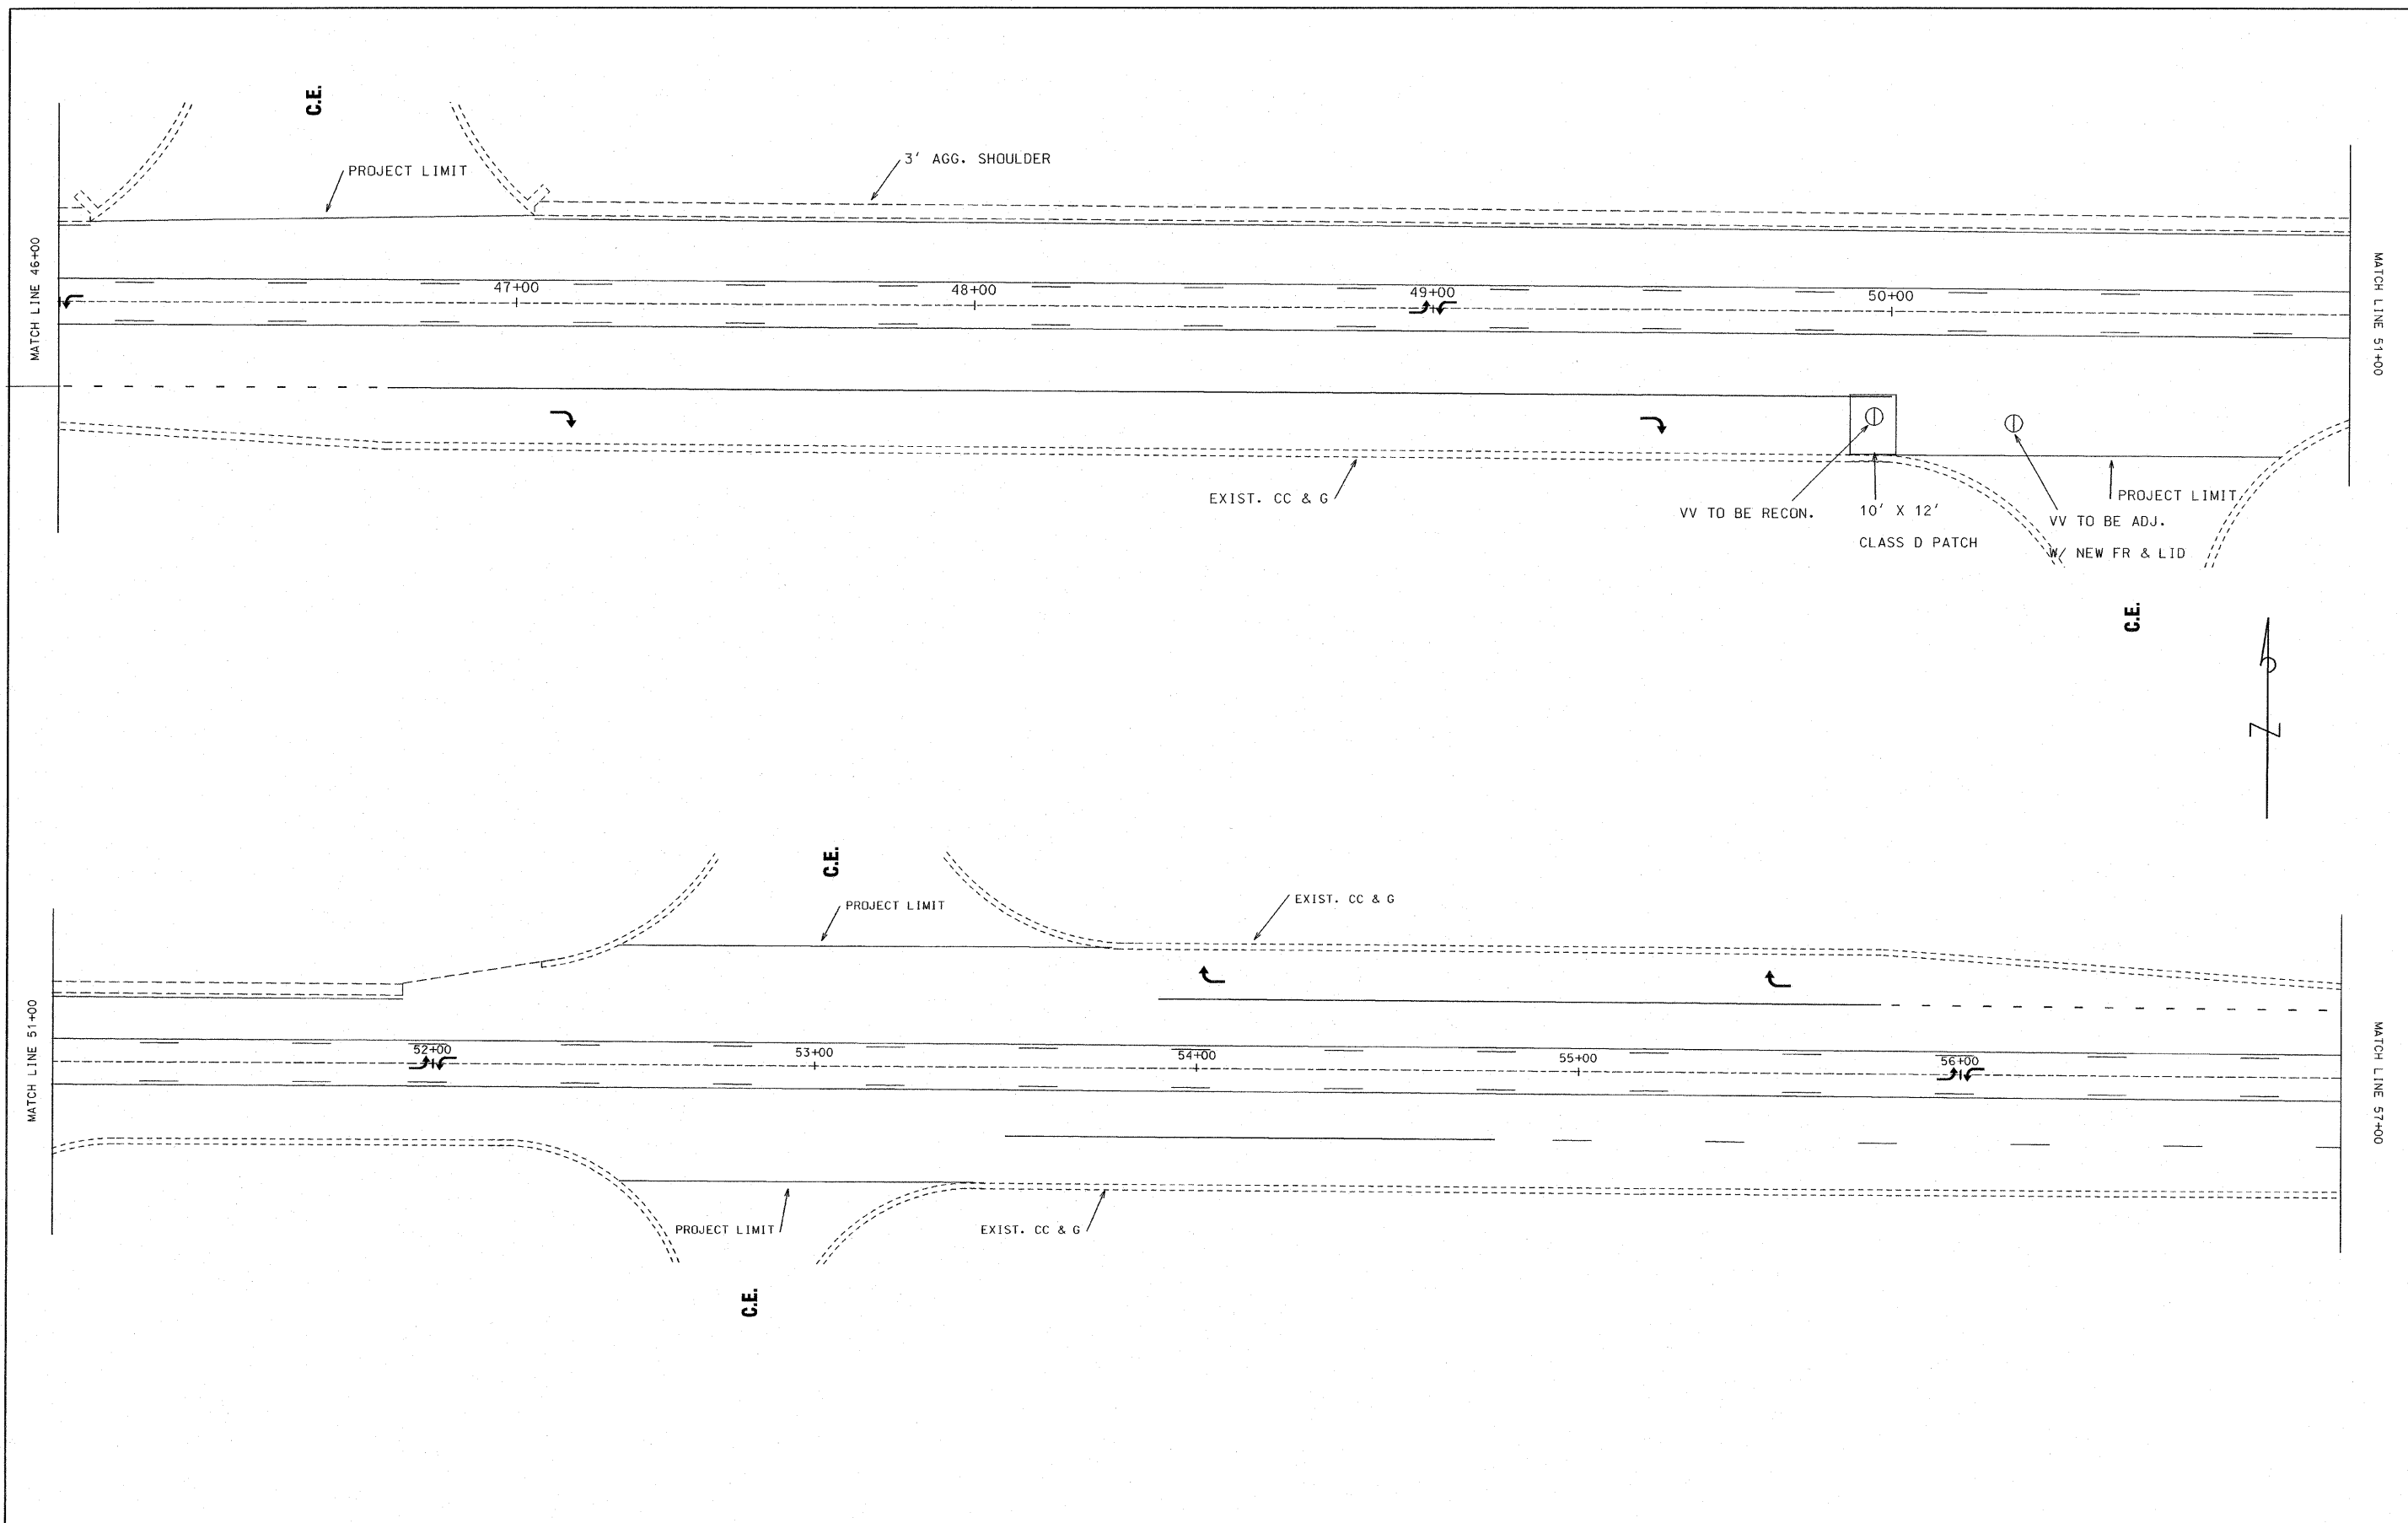 C.E.
PROJECT LIMIT
3' AGG. SHOULDER
MATCH LINE 46+00
47+00
48+00
49+00
50+00
MATCH LINE 51+00
EXIST. CC & G
VV TO BE RECON.
10' X 12'
CLASS D PATCH
PROJECT LIMIT
VV TO BE ADJ.
W/ NEW FR & LID
C.E.
N
C.E.
PROJECT LIMIT
EXIST. CC & G
MATCH LINE 51+00
52+00
53+00
54+00
55+00
56+00
MATCH LINE 57+00
PROJECT LIMIT
EXIST. CC & G
C.E.